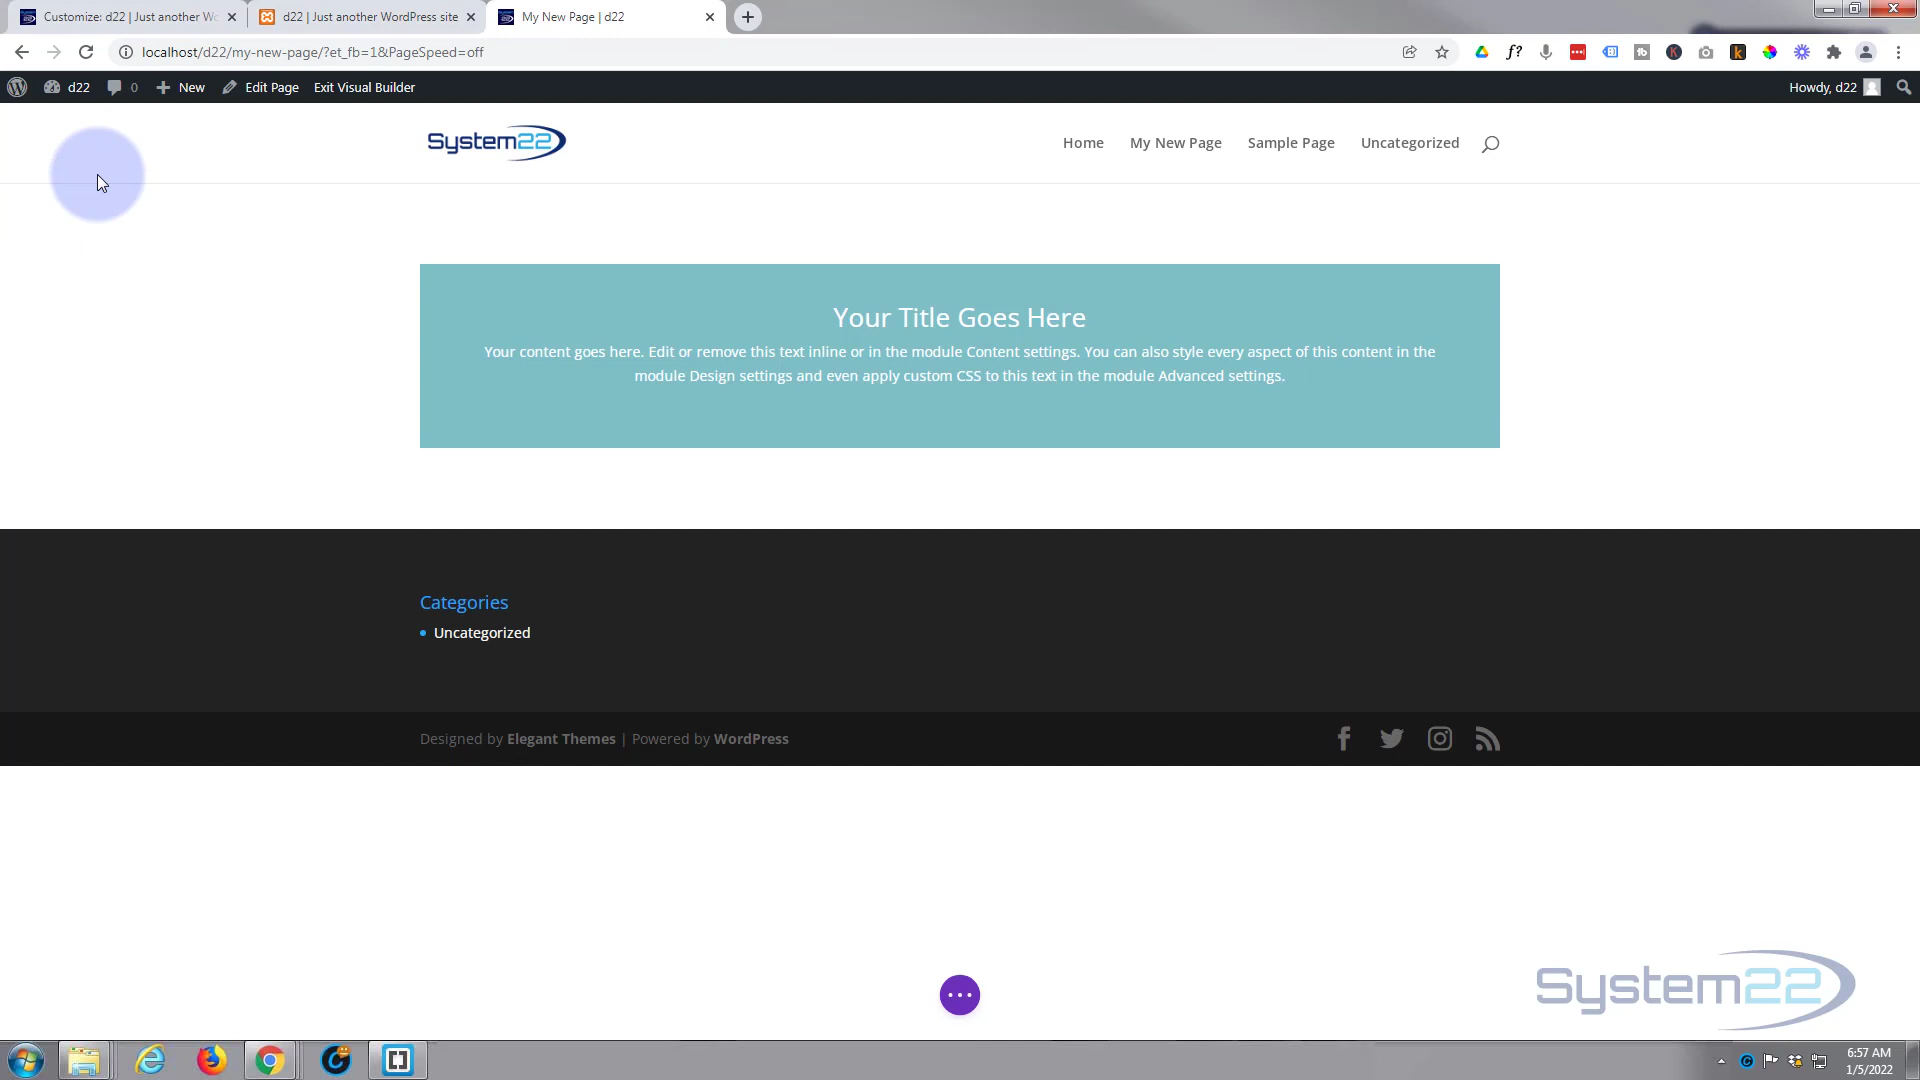 Customize: d22 | Just another Wo
d22 | Just another WordPress site
My New Page | d22
localhost/d22/my-new-page/?et_fb=1&PageSpeed=off
f?
tb
K
k
d22
0
New
Edit Page
Exit Visual Builder
Howdy, d22
System22
Home
My New Page
Sample Page
Uncategorized
Your Title Goes Here
Your content goes here. Edit or remove this text inline or in the module Content settings. You can also style every aspect of this content in the
module Design settings and even apply custom CSS to this text in the module Advanced settings.
Categories
Uncategorized
Designed by Elegant Themes | Powered by WordPress
System22
6:57 AM
1/5/2022